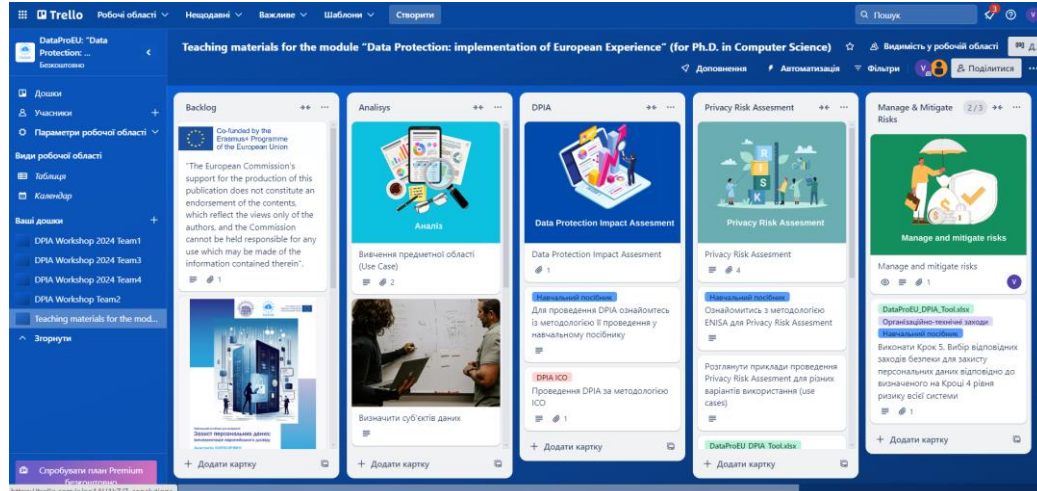 Trello
Робочі області
Нещодавні
Важливе
Шаблони
Створити
Пошук
DataProEU: "Data
Protection: ...
Безкоштовно
Дошки
Учасники
Параметри робочої області
Види робочої області
Таблиця
Календар
Ваші дошки
DPIA Workshop 2024 Team1
DPIA Workshop 2024 Team3
DPIA Workshop 2024 Team4
DPIA Workshop Team2
Teaching materials for the mod...
Згорнути
Спробувати план Premium
безкоштовно
Teaching materials for the module "Data Protection: implementation of European Experience" (for Ph.D. in Computer Science)
Видимість у робочій області
Д
Доповнення
Автоматизація
Фільтри
V
Поділитися
Backlog
Co-funded by the
Erasmus+ Programme
of the European Union
"The European Commission's
support for the production of this
publication does not constitute an
endorsement of the contents,
which reflect the views only of the
authors, and the Commission
cannot be held responsible for any
use which may be made of the
information contained therein".
1
Захист персональних даних:
Додати картку
Analisys
Аналіз
Вивчення предметної області
(Use Case)
2
Визначити суб'єктів даних
Додати картку
DPIA
Data Protection Impact Assesment
Data Protection Impact Assesment
1
Навчальний посібник
Для проведення DPIA ознайомтесь
із методологією її проведення у
навчальному посібнику
DPIA ICO
Проведення DPIA за методологією
ICO
1
Додати картку
Privacy Risk Assesment
RISK
Privacy Risk Assesment
Privacy Risk Assesment
4
Навчальний посібник
Ознайомитись з методологією
ENISA для Privacy Risk Assesment
Розглянути приклади проведення
Privacy Risk Assesment для різних
варіантів використання (use
cases)
DataProEU DPIA Tool.xlsx
Додати картку
Manage & Mitigate
Risks
2/3
Manage and mitigate risks
Manage and mitigate risks
1
V
DataProEU_DPIA_Tool.xlsx
Організаційно-технічні заходи
Навчальний посібник
Виконати Крок 5. Вибір відповідних
заходів безпеки для захисту
персональних даних відповідно до
визначеного на Кроці 4 рівня
ризику всієї системи
1
Додати картку